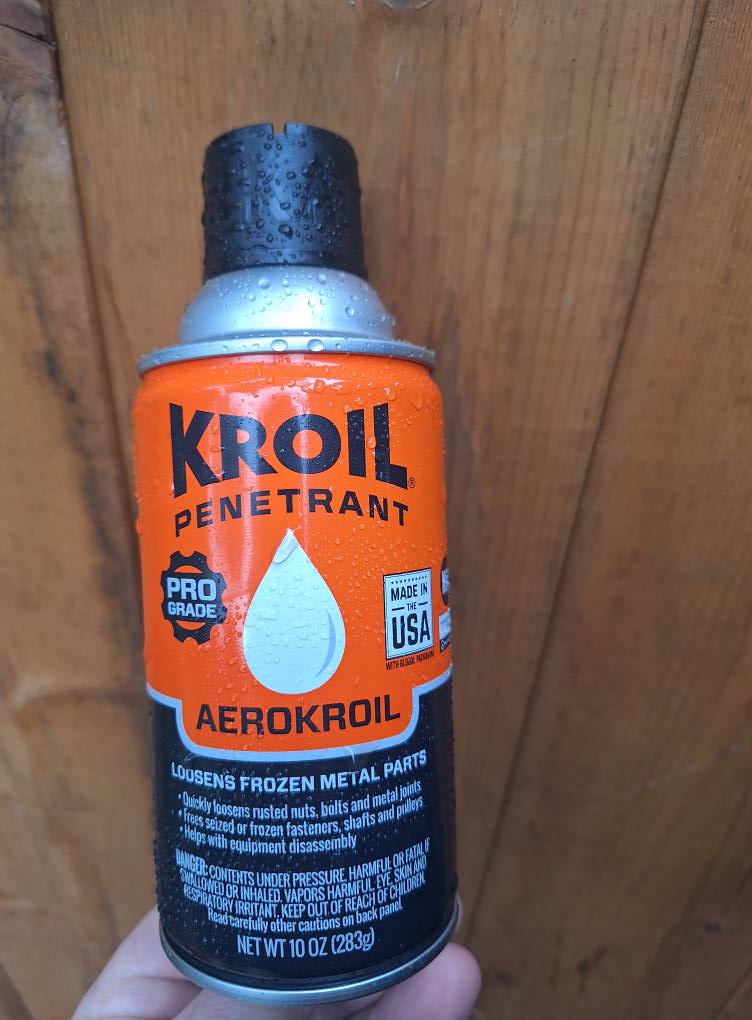 KROIL®
PENETRANT
PRO
GRADE
MADE IN
THE
USA
WITH GLOBAL PACKAGING
AEROKROIL
LOOSENS FROZEN METAL PARTS
• Quickly loosens rusted nuts, bolts and metal joints
• Frees seized or frozen fasteners, shafts and pulleys
• Helps with equipment disassembly
DANGER: CONTENTS UNDER PRESSURE. HARMFUL OR FATAL IF
SWALLOWED OR INHALED. VAPORS HARMFUL. EYE, SKIN AND
RESPIRATORY IRRITANT. KEEP OUT OF REACH OF CHILDREN.
Read carefully other cautions on back panel.
NET WT 10 OZ (283g)